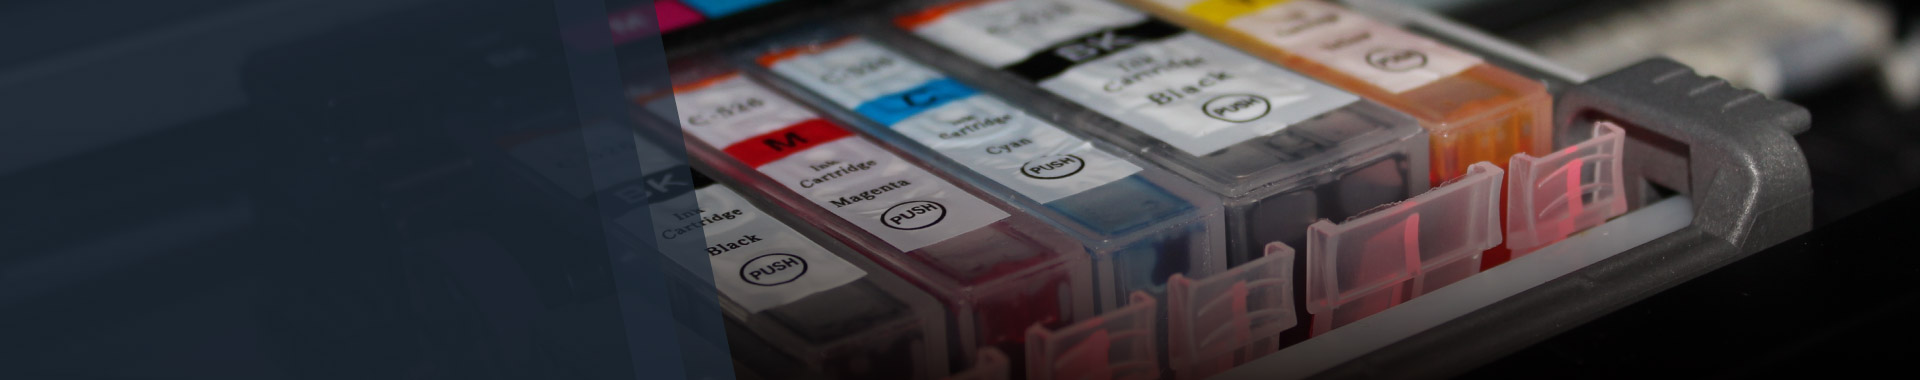 BK
Ink
Cartridge
Black
PUSH
C-526
M
Ink
Cartridge
Magenta
PUSH
C-526
C
Ink
Cartridge
Cyan
PUSH
BK
Ink
Cartridge
Black
PUSH
PUSH